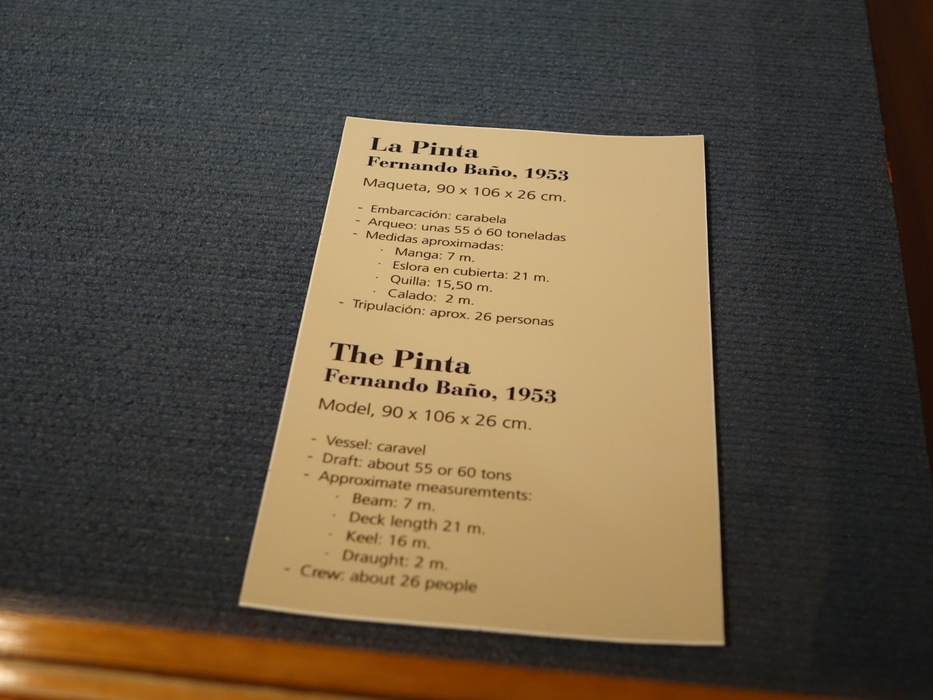 La Pinta
Fernando Baño, 1953
Maqueta, 90 x 106 x 26 cm.
- Embarcación: carabela
- Arqueo: unas 55 ó 60 toneladas
- Medidas aproximadas:
· Manga: 7 m.
· Eslora en cubierta: 21 m.
· Quilla: 15,50 m.
· Calado: 2 m.
- Tripulación: aprox. 26 personas
The Pinta
Fernando Baño, 1953
Model, 90 x 106 x 26 cm.
- Vessel: caravel
- Draft: about 55 or 60 tons
- Approximate measuremtents:
· Beam: 7 m.
· Deck length 21 m.
· Keel: 16 m.
· Draught: 2 m.
- Crew: about 26 people